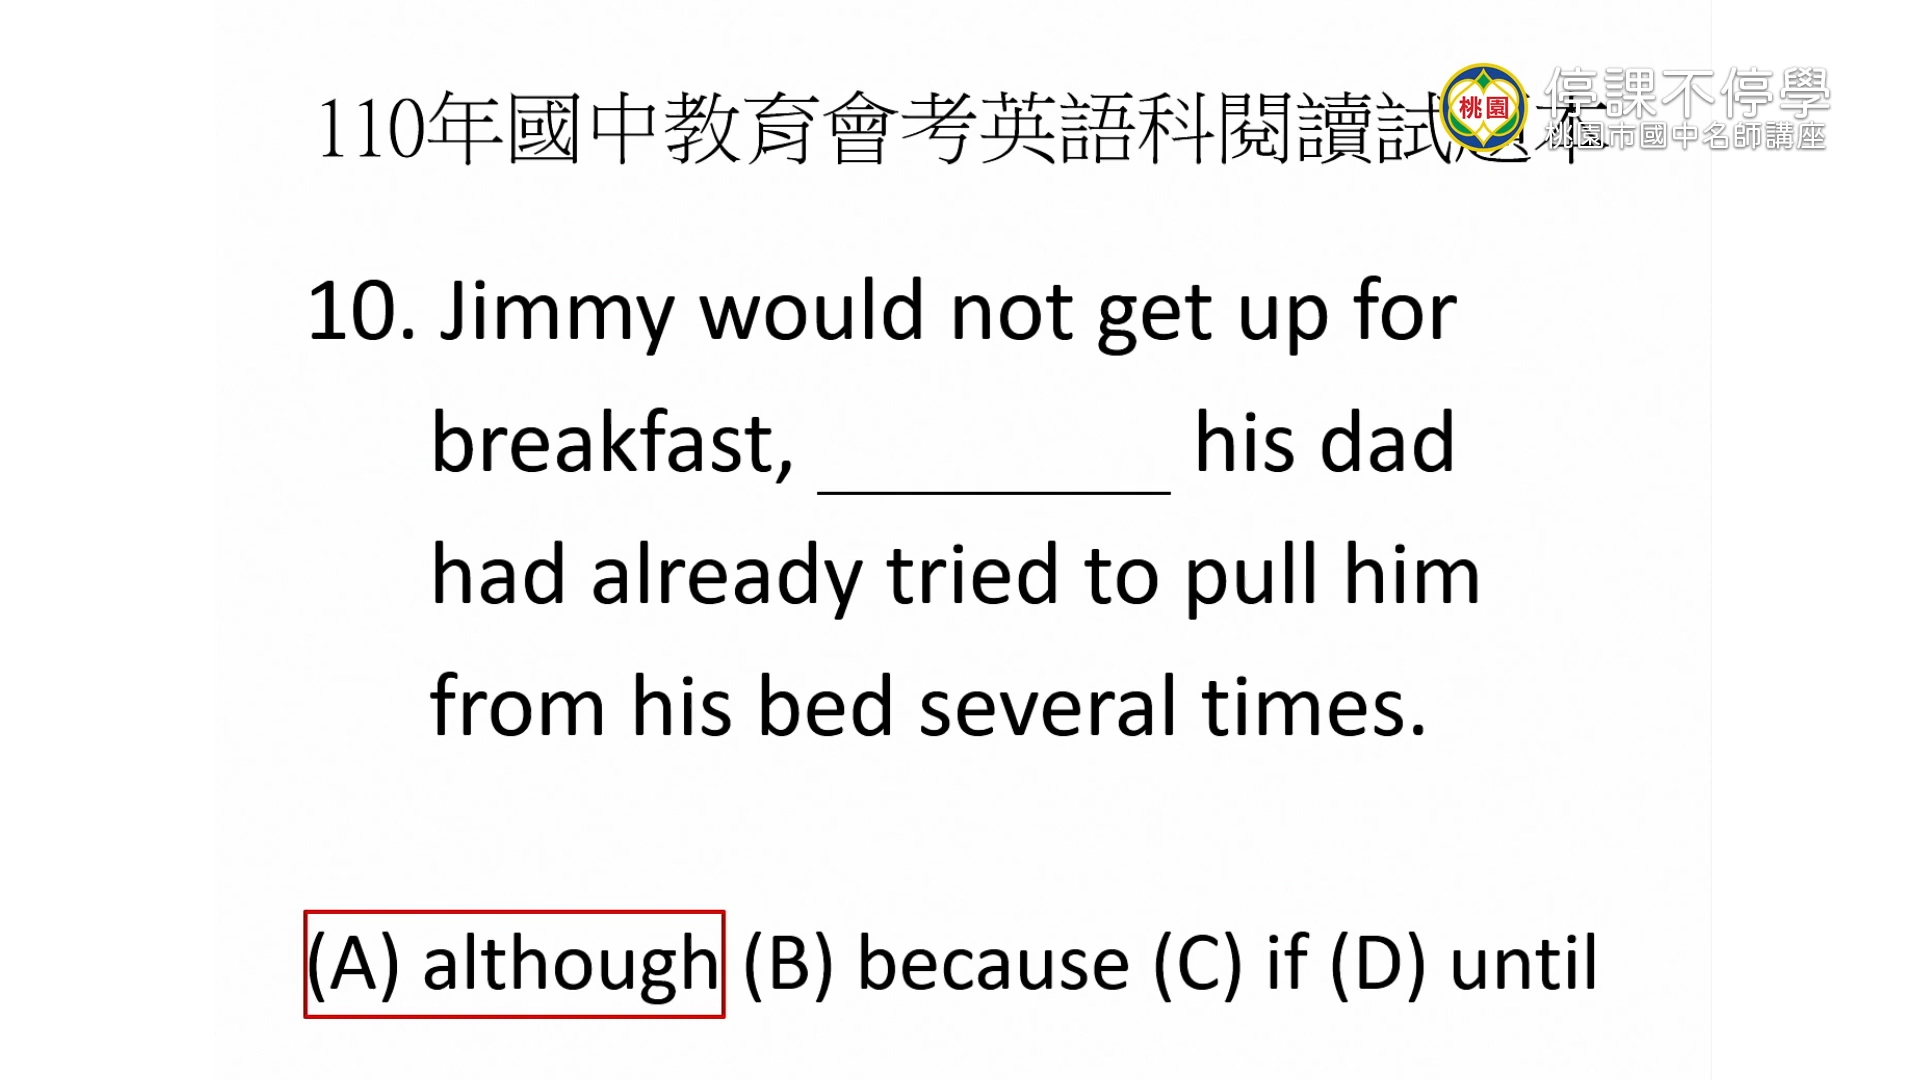 110年國中教育會考英語科閱讀試題本
桃園
停課不停學
桃園市國中名師講座
10. Jimmy would not get up for
breakfast, __________ his dad
had already tried to pull him
from his bed several times.
(A) although (B) because (C) if (D) until